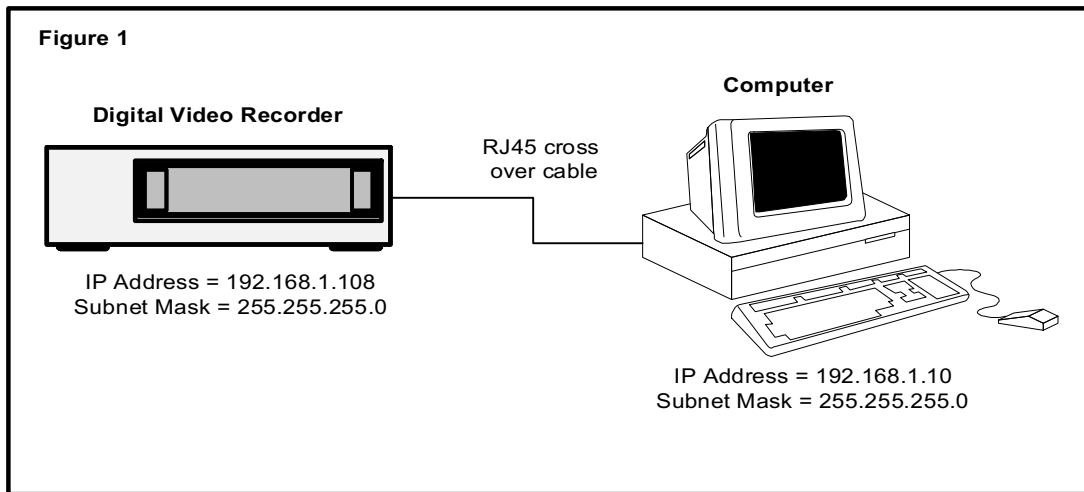 Figure 1
Computer
Digital Video Recorder
RJ45 cross
over cable
IP Address = 192.168.1.108
Subnet Mask = 255.255.255.0
IP Address = 192.168.1.10
Subnet Mask = 255.255.255.0